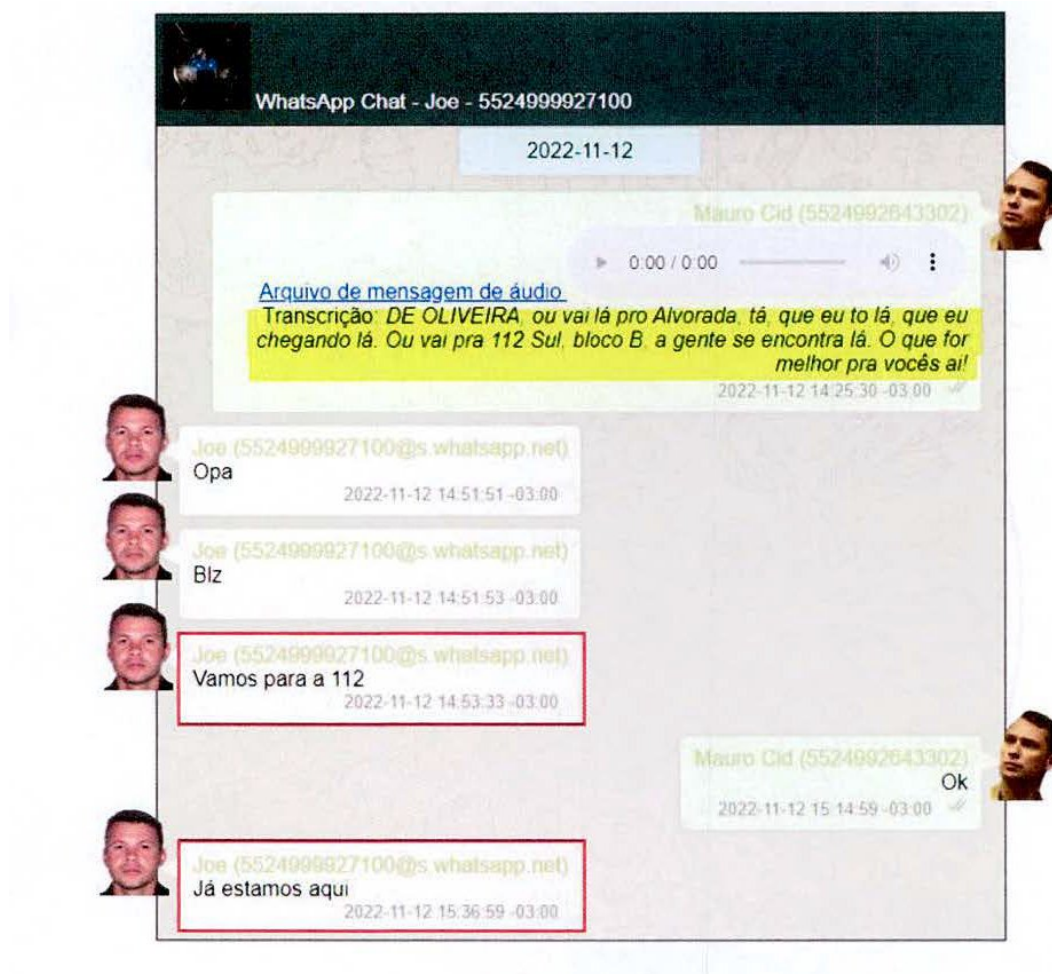 WhatsApp Chat - Joe - 5524999927100
2022-11-12
Mauro Cid (5524992643302)
0:00 / 0:00
Arquivo de mensagem de áudio
Transcrição: DE OLIVEIRA, ou vai lá pro Alvorada, tá, que eu to lá, que eu
chegando lá. Ou vai pra 112 Sul, bloco B, a gente se encontra lá. O que for
melhor pra vocês ai!
2022-11-12 14:25:30 -03:00
Joe (5524999927100@s.whatsapp.net)
Opa
2022-11-12 14:51:51 -03:00
Joe (5524999927100@s.whatsapp.net)
Blz
2022-11-12 14:51:53 -03:00
Joe (5524999927100@s.whatsapp.net)
Vamos para a 112
2022-11-12 14:53:33 -03:00
Mauro Cid (5524992643302)
Ok
2022-11-12 15:14:59 -03:00
Joe (5524999927100@s.whatsapp.net)
Já estamos aqui
2022-11-12 15:36:59 -03:00